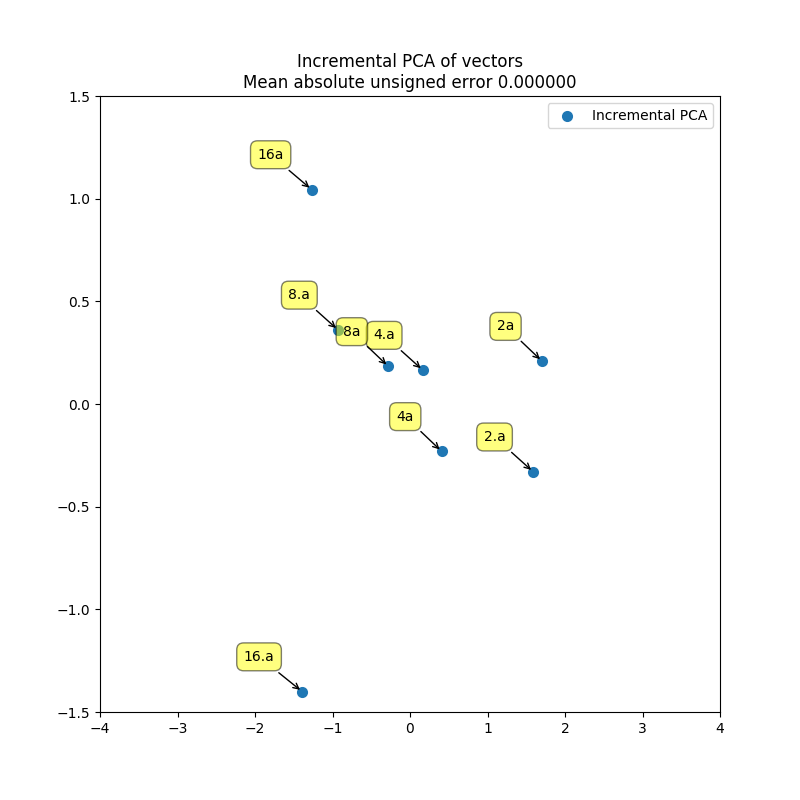 Incremental PCA of vectors
Mean absolute unsigned error 0.000000
1.5
Incremental PCA
16a
1.0
8.a
0.5
8a
4.a
2a
0.0
4a
2.a
−0.5
−1.0
16.a
−1.5
−4 −3 −2 −1 0 1 2 3 4